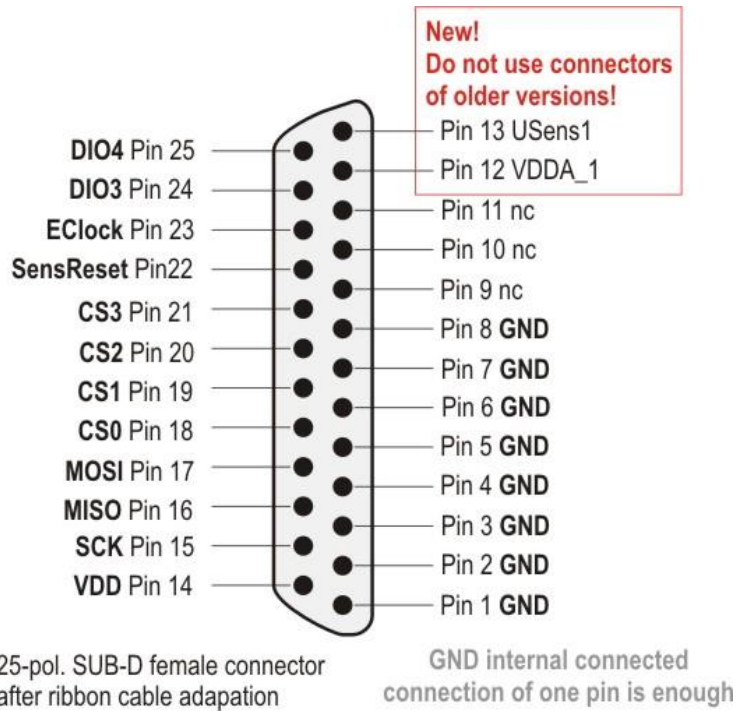 New!
Do not use connectors
of older versions!
Pin 13 USens1
Pin 12 VDDA_1
Pin 11 nc
Pin 10 nc
Pin 9 nc
Pin 8 GND
Pin 7 GND
Pin 6 GND
Pin 5 GND
Pin 4 GND
Pin 3 GND
Pin 2 GND
Pin 1 GND
DIO4 Pin 25
DIO3 Pin 24
EClock Pin 23
SensReset Pin22
CS3 Pin 21
CS2 Pin 20
CS1 Pin 19
CS0 Pin 18
MOSI Pin 17
MISO Pin 16
SCK Pin 15
VDD Pin 14
25-pol. SUB-D female connector
after ribbon cable adapation
GND internal connected
connection of one pin is enough